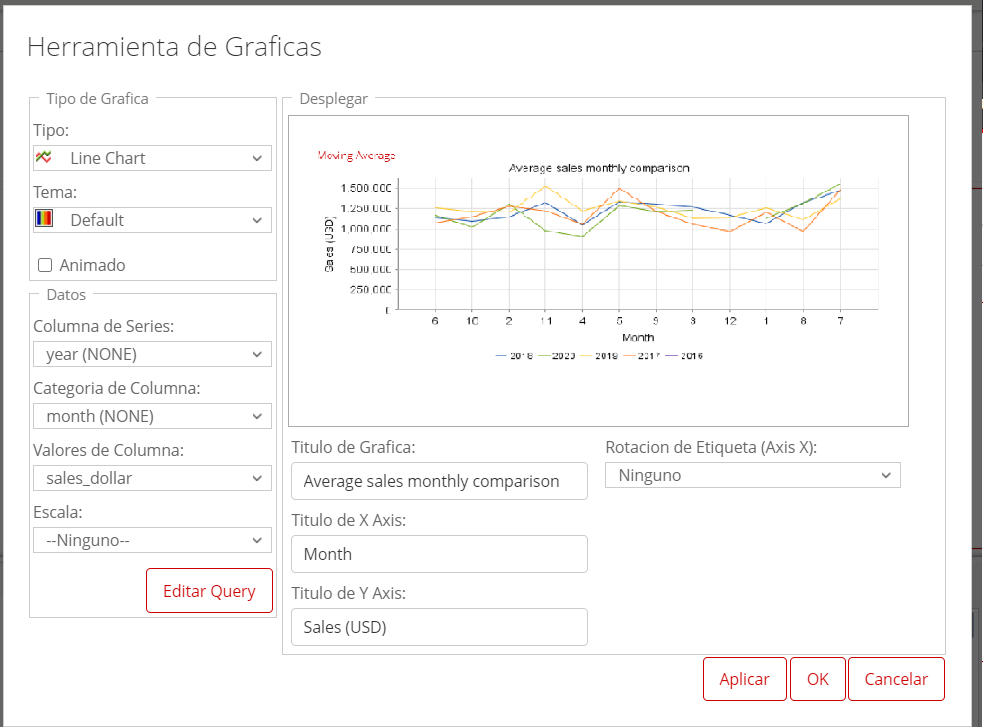 Herramienta de Graficas
Tipo de Grafica
Tipo:
Line Chart
Tema:
Default
Animado
Datos
Columna de Series:
year (NONE)
Categoria de Columna:
month (NONE)
Valores de Columna:
sales_dollar
Escala:
--Ninguno--
Editar Query
Desplegar
Moving Average
Average sales monthly comparison
1,500,000
1,250,000
1,000,000
750,000
500,000
250,000
0
Sales (USD)
6 10 2 11 4 5 9 3 12 1 8 7
Month
2018 2020 2019 2017 2016
Titulo de Grafica:
Average sales monthly comparison
Rotacion de Etiqueta (Axis X):
Ninguno
Titulo de X Axis:
Month
Titulo de Y Axis:
Sales (USD)
Aplicar OK Cancelar